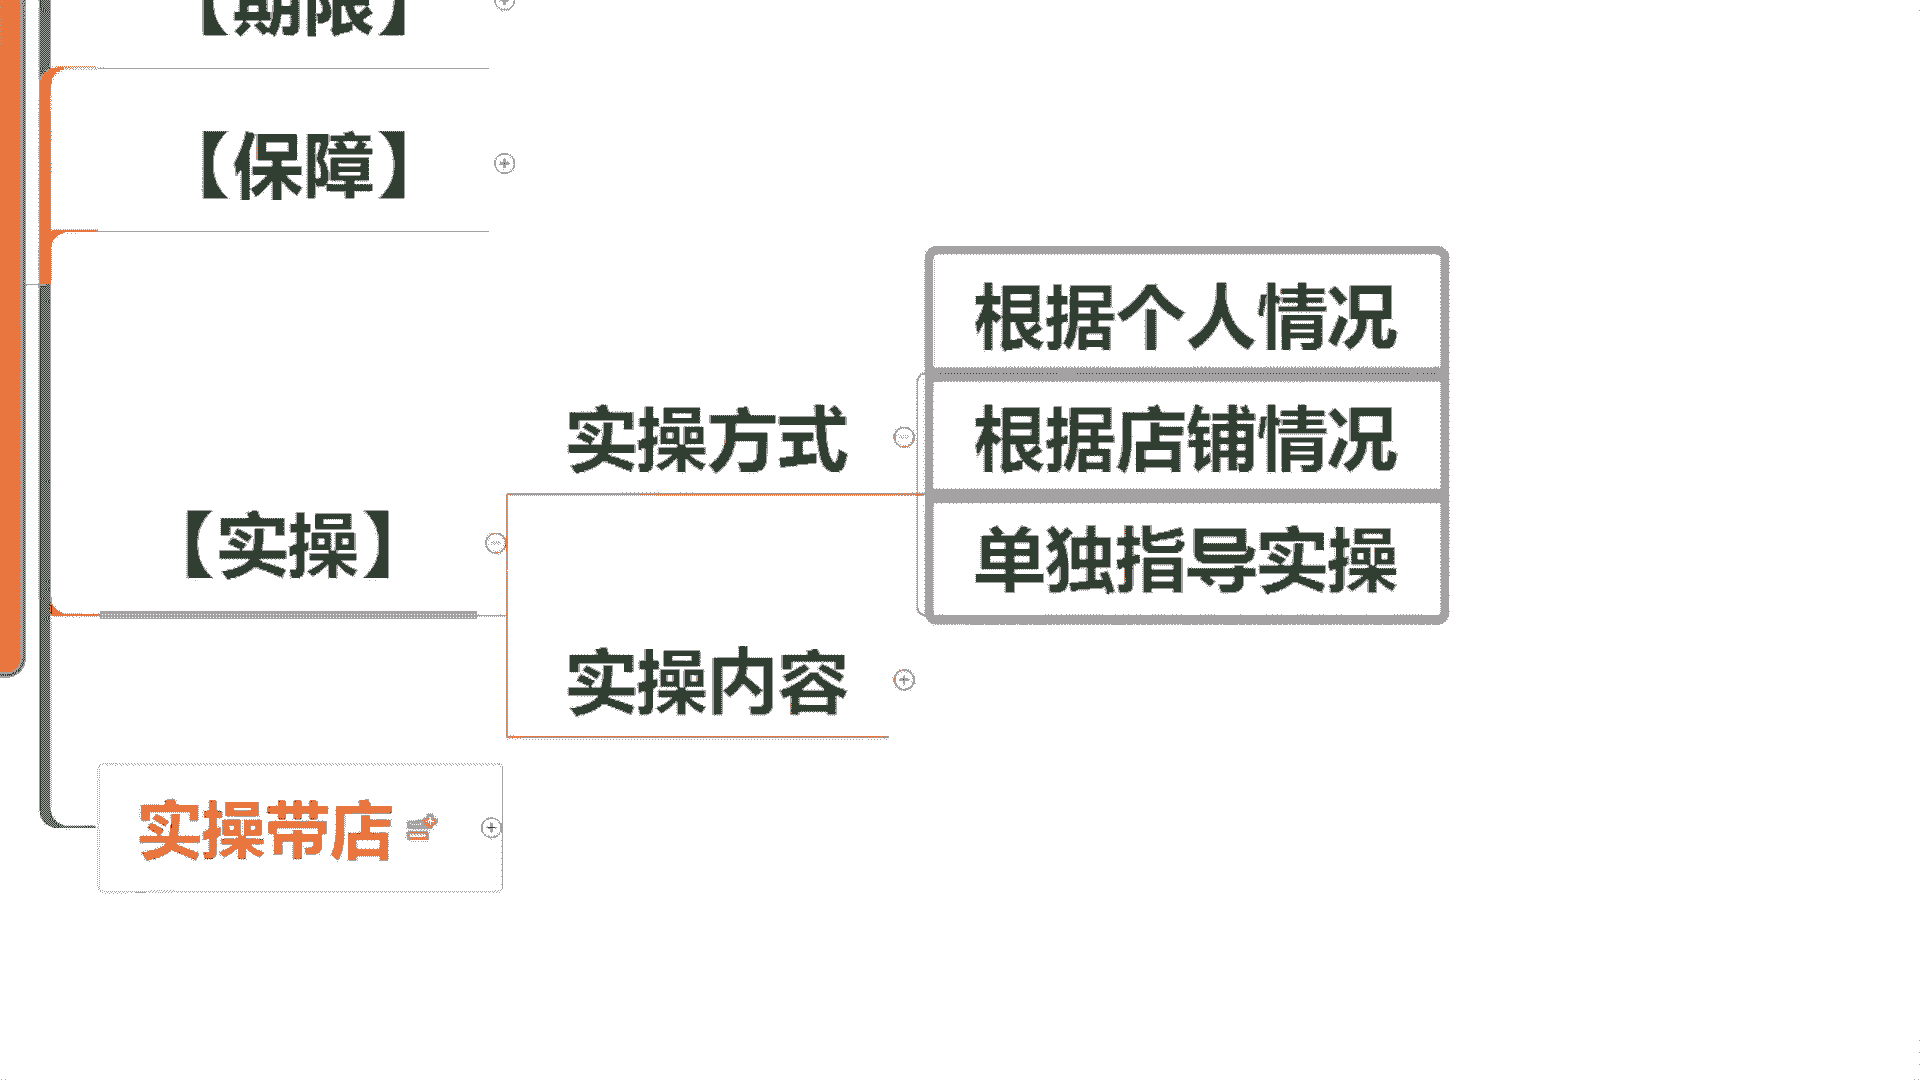 【期限】
【保障】
【实操】
实操方式
根据个人情况
根据店铺情况
单独指导实操
实操内容
实操带店